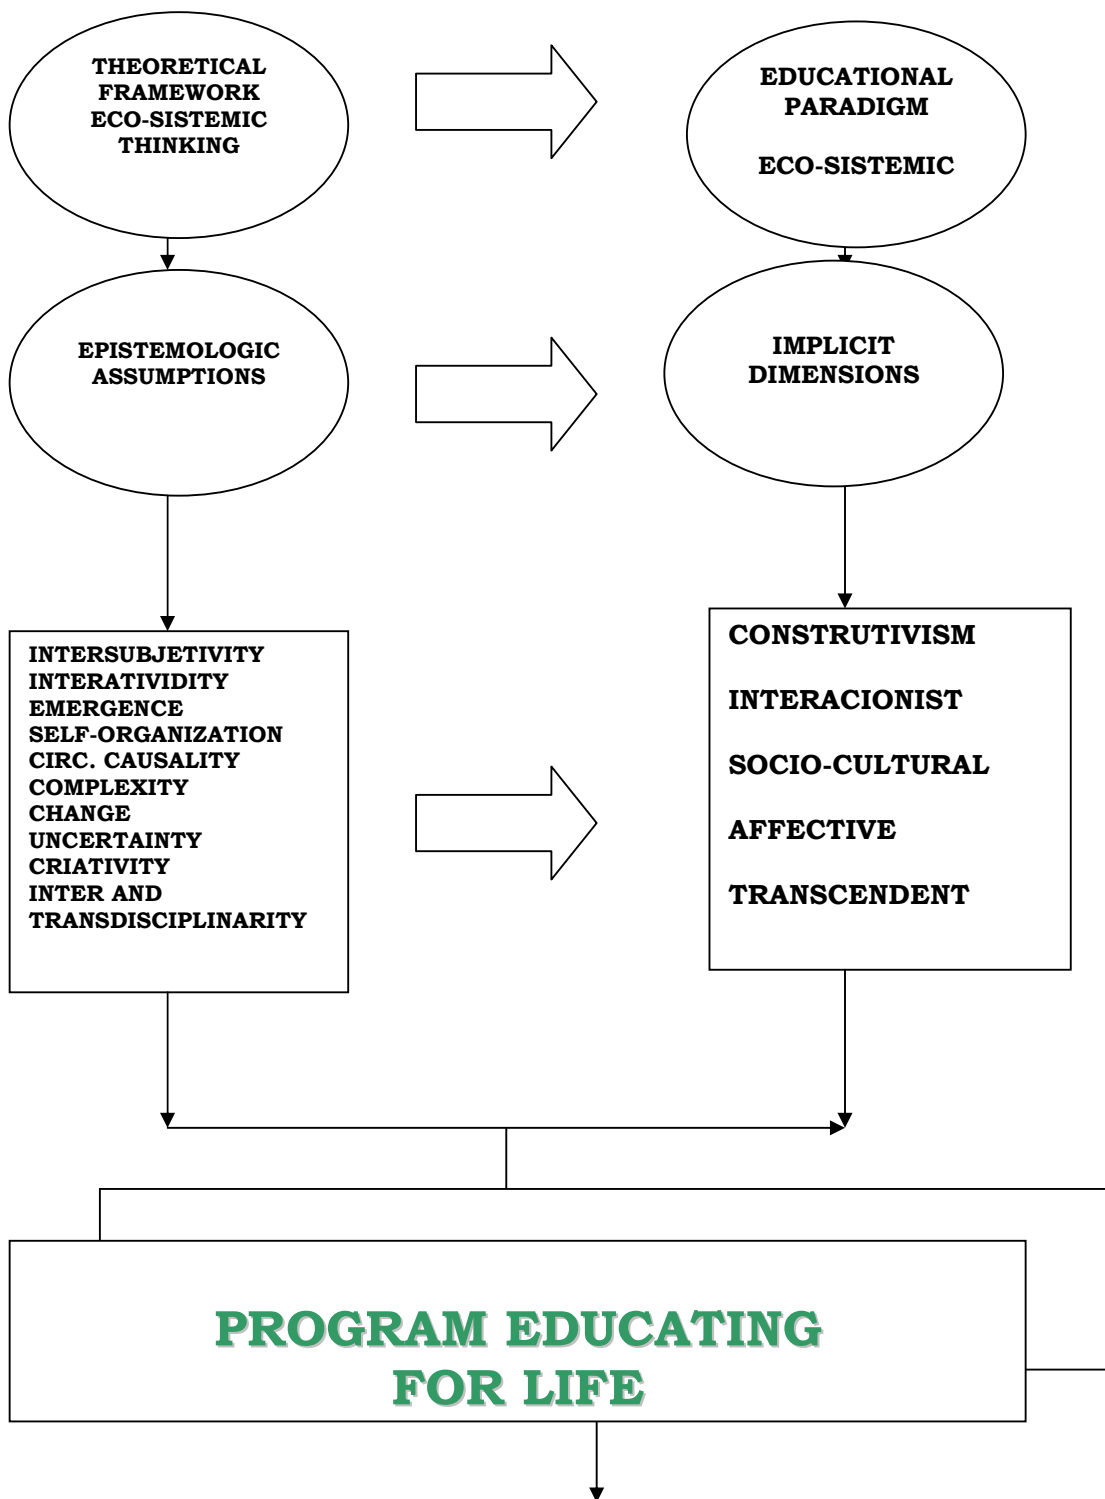 THEORETICAL
FRAMEWORK
ECO-SISTEMIC
THINKING
EDUCATIONAL
PARADIGM
ECO-SISTEMIC
EPISTEMOLOGIC
ASSUMPTIONS
IMPLICIT
DIMENSIONS
INTERSUBJETIVITY
INTERATIVIDITY
EMERGENCE
SELF-ORGANIZATION
CIRC. CAUSALITY
COMPLEXITY
CHANGE
UNCERTAINTY
CRIATIVITY
INTER AND
TRANSDISCIPLINARITY
CONSTRUTIVISM
INTERACIONIST
SOCIO-CULTURAL
AFFECTIVE
TRANSCENDENT
PROGRAM EDUCATING
FOR LIFE